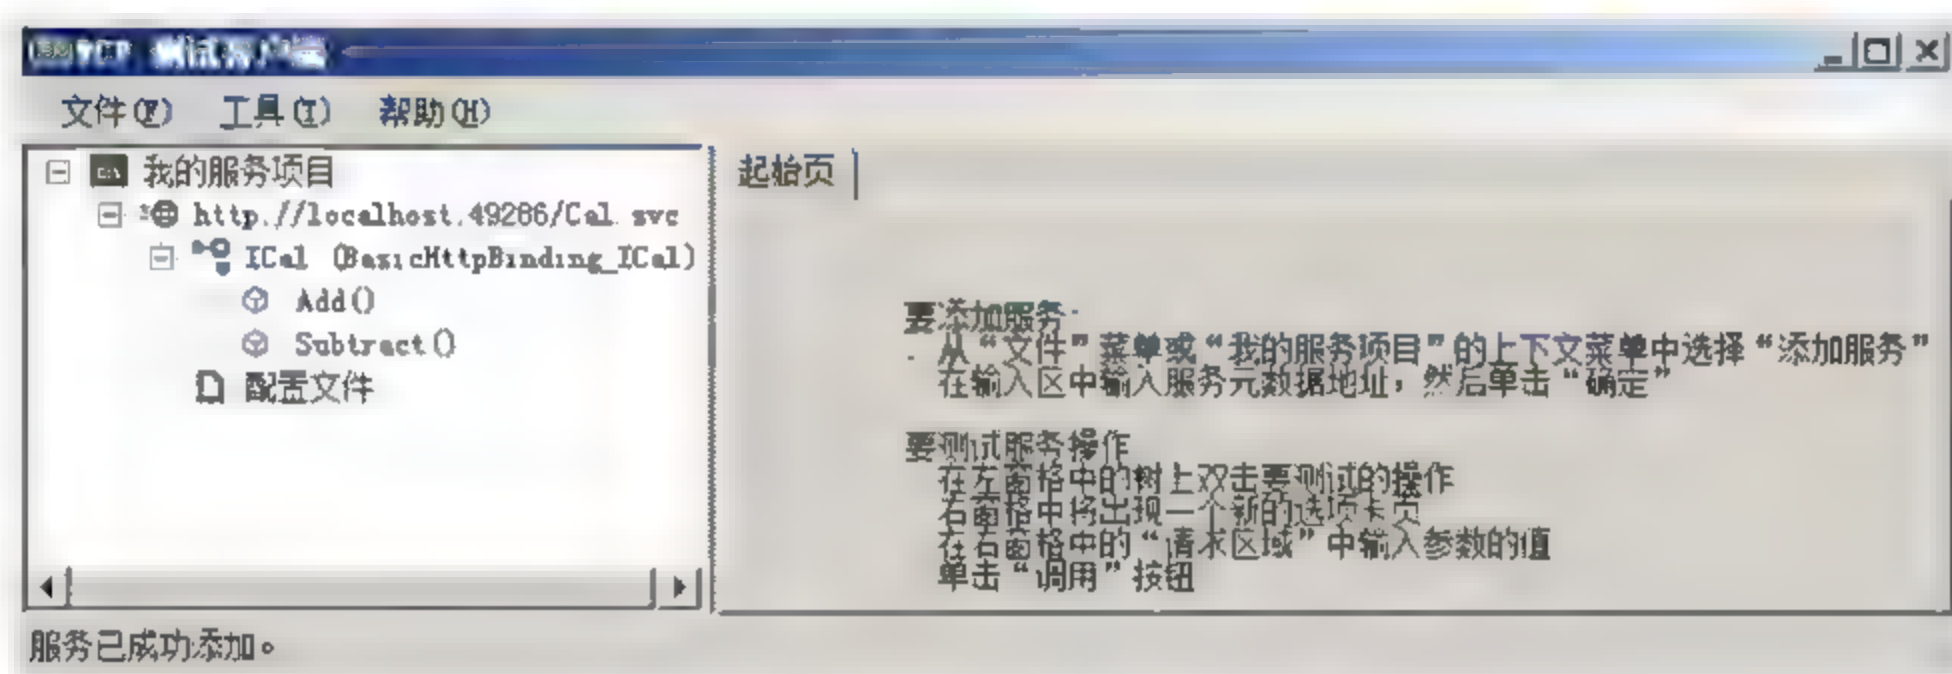 测试客户端
文件(F) 工具(T) 帮助(H)
我的服务项目
http://localhost:49286/Cal.svc
ICal (BasicHttpBinding_ICal)
Add()
Subtract()
配置文件
起始页
要添加服务:
从“文件”菜单或“我的服务项目”的上下文菜单中选择“添加服务”
在输入区中输入服务元数据地址，然后单击“确定”
要测试服务操作
在左窗格中的树上双击要测试的操作
右窗格中将出现一个新的选项卡页
在右窗格中的“请求区域”中输入参数的值
单击“调用”按钮
服务已成功添加。